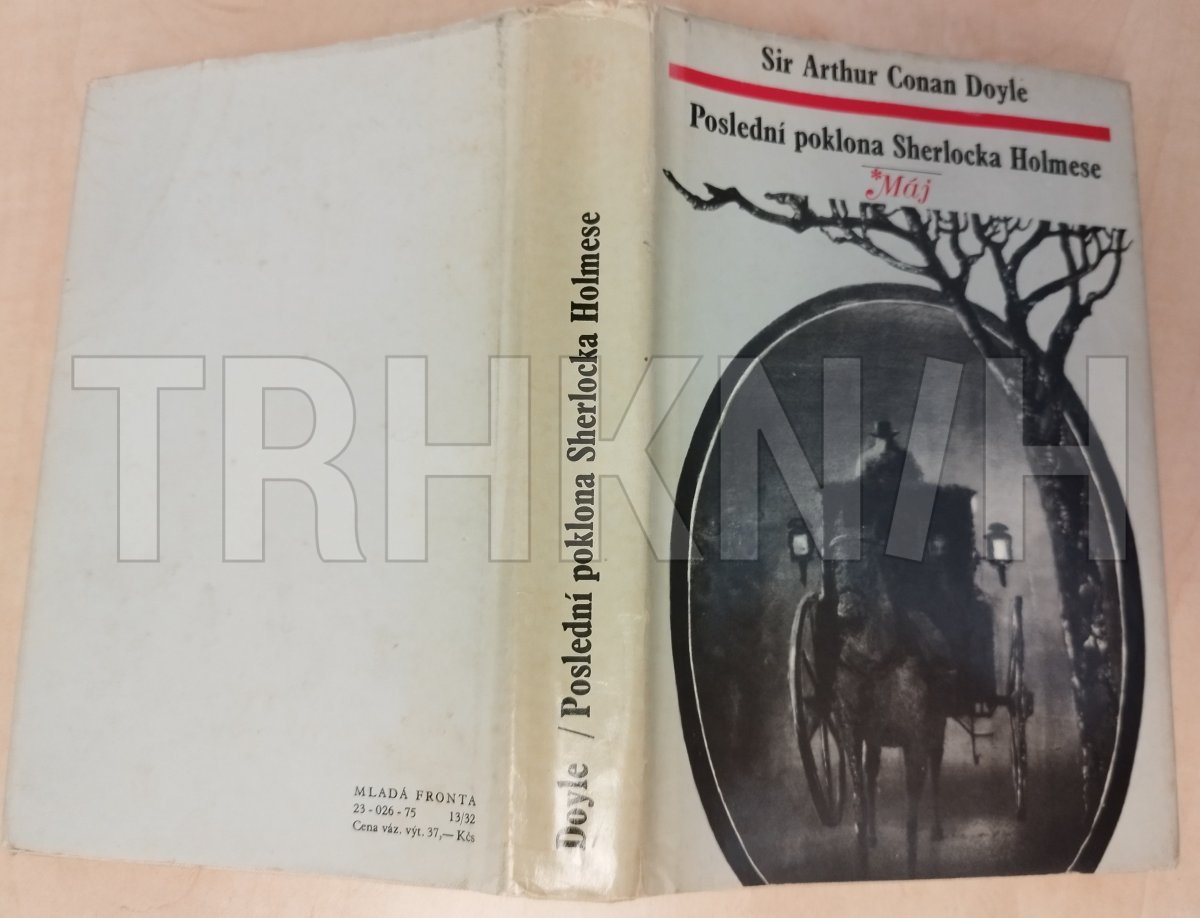 Sir Arthur Conan Doyle
Poslední poklona Sherlocka Holmese
*Máj
Doyle / Poslední poklona Sherlocka Holmese
*
MLADÁ FRONTA
23-026-75 13/32
Cena váz. výt. 37,— Kčs
TRHKN/H